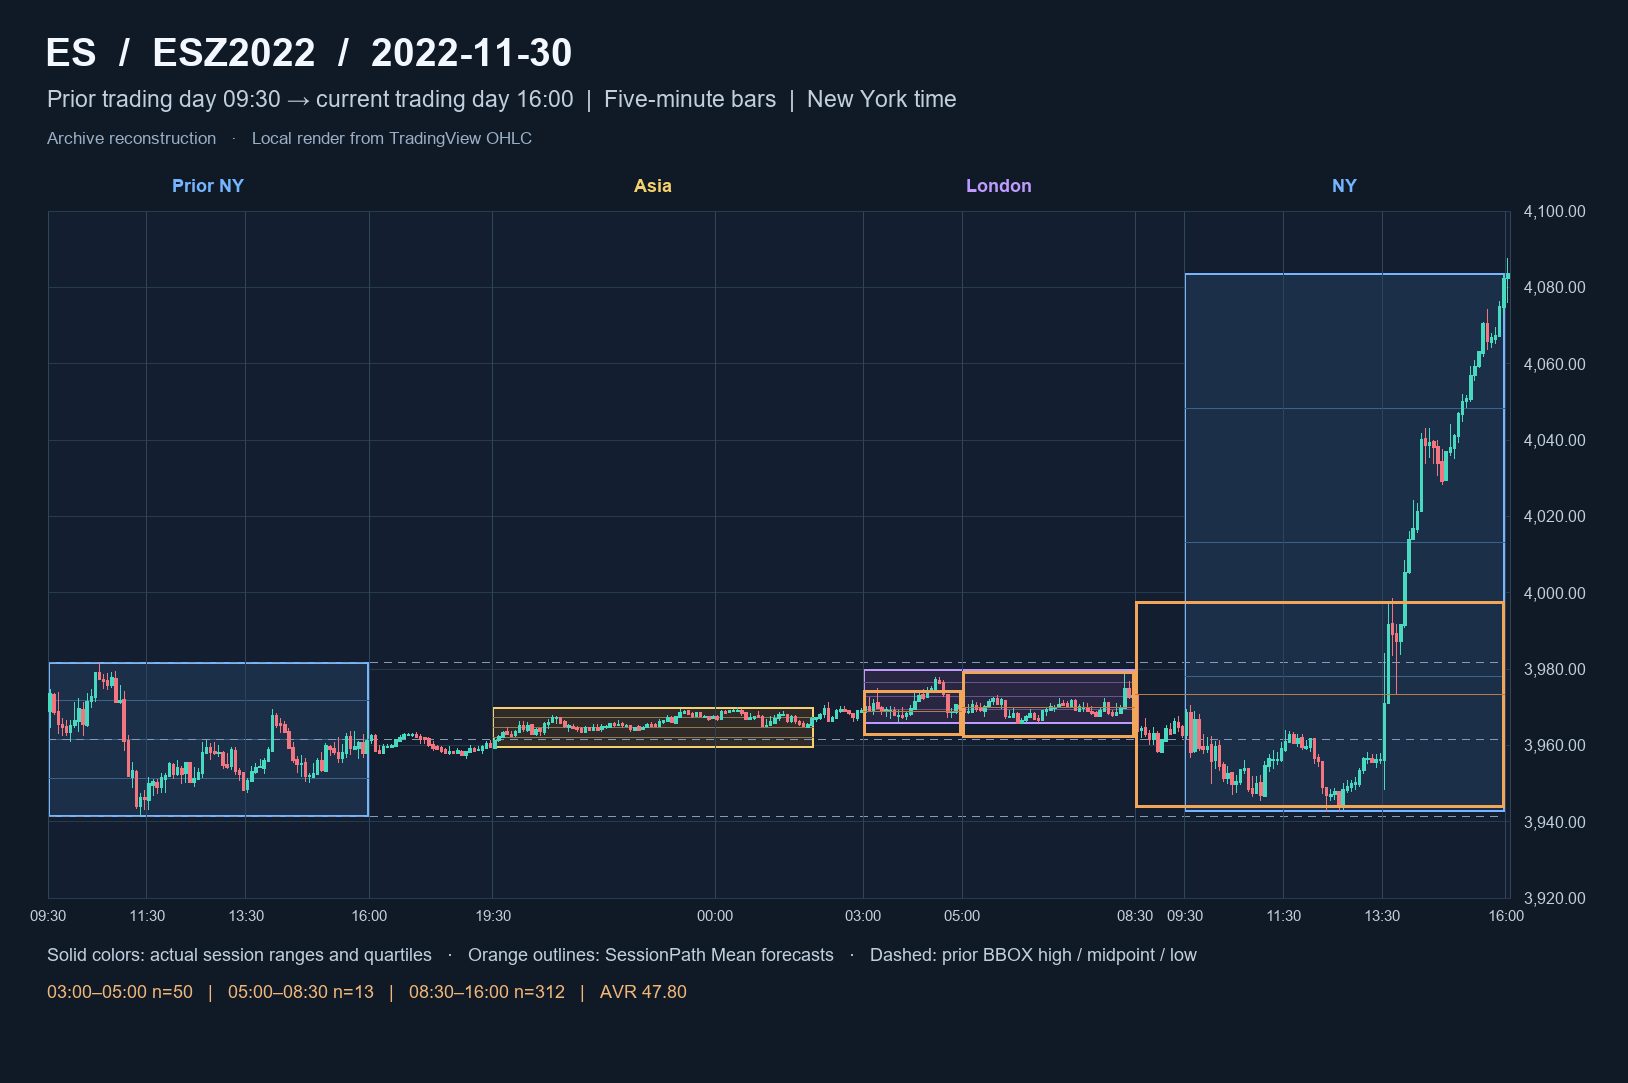 ES / ESZ2022 / 2022-11-30
Prior trading day 09:30 → current trading day 16:00 | Five-minute bars | New York time
Archive reconstruction · Local render from TradingView OHLC
Prior NY Asia London NY
4,100.00
4,080.00
4,060.00
4,040.00
4,020.00
4,000.00
3,980.00
3,960.00
3,940.00
3,920.00
09:30 11:30 13:30 16:00 19:30 00:00 03:00 05:00 08:30 09:30 11:30 13:30 16:00
Solid colors: actual session ranges and quartiles · Orange outlines: SessionPath Mean forecasts · Dashed: prior BBOX high / midpoint / low
03:00–05:00 n=50 | 05:00–08:30 n=13 | 08:30–16:00 n=312 | AVR 47.80